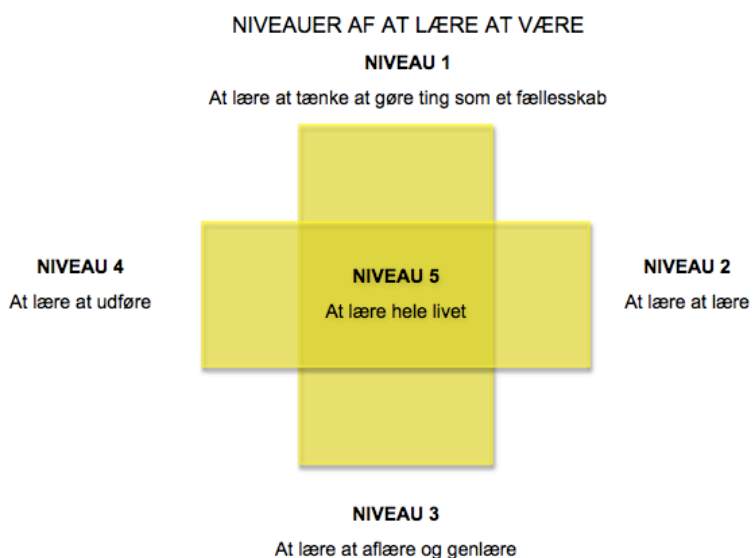 NIVEAUER AF AT LÆRE AT VÆRE
NIVEAU 1
At lære at tænke at gøre ting som et fællesskab
NIVEAU 4
At lære at udføre
NIVEAU 5
At lære hele livet
NIVEAU 2
At lære at lære
NIVEAU 3
At lære at aflære og genlære